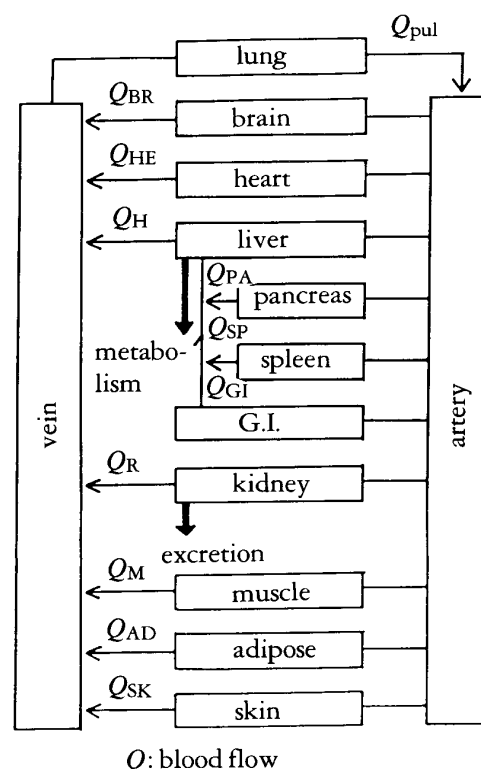 Qpul
lung
QBR
brain
QHE
heart
QH
liver
QPA
pancreas
QSP
metabo-
lism
spleen
QGI
G.I.
vein
artery
QR
kidney
excretion
QM
muscle
QAD
adipose
QSK
skin
Q: blood flow